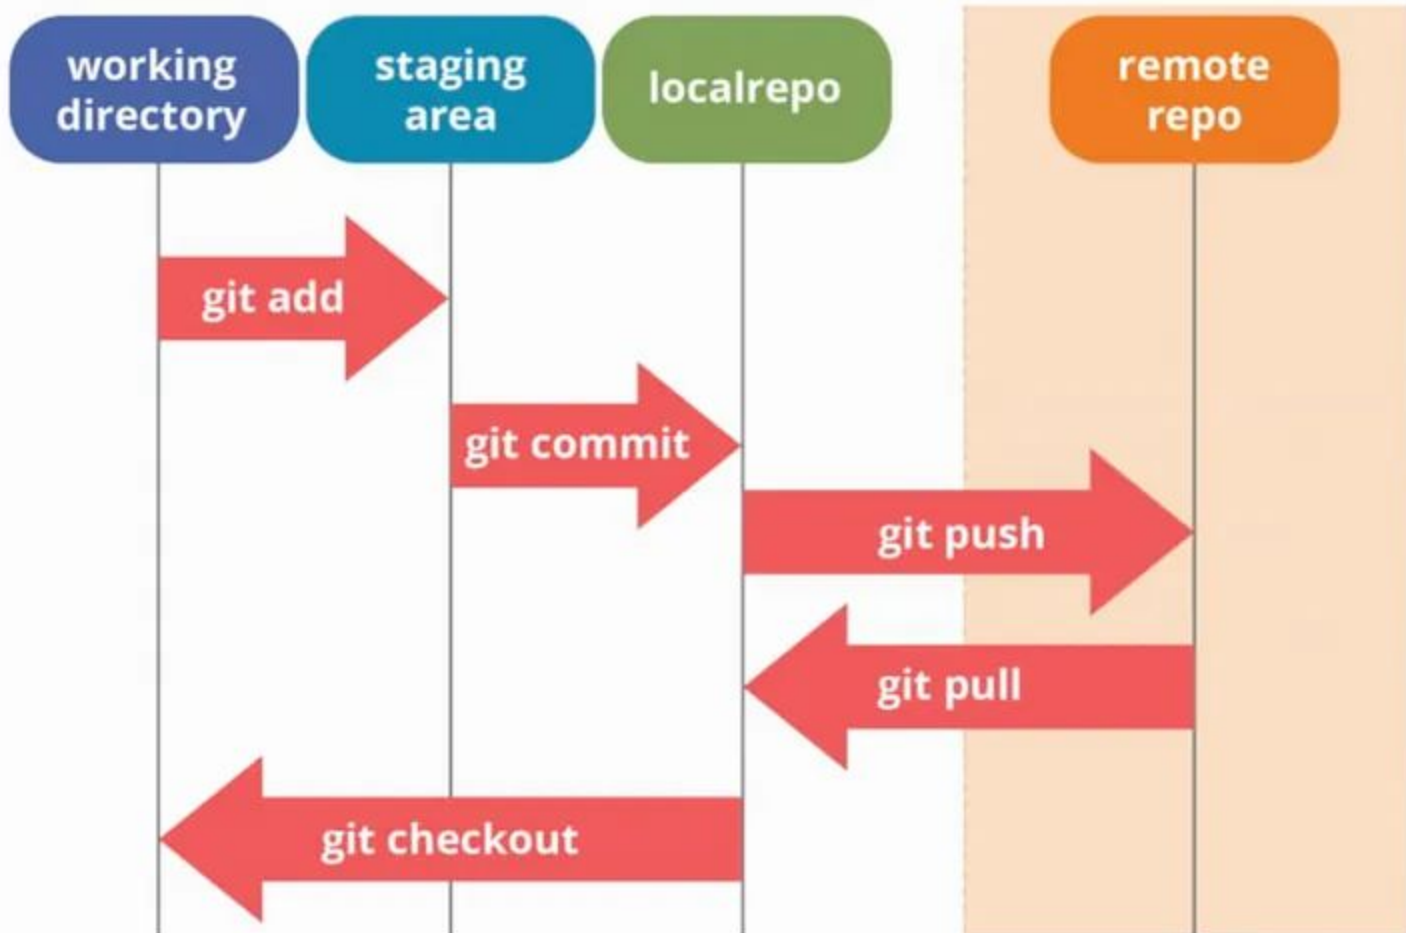 working
directory
staging
area
localrepo
remote
repo
git add
git commit
git push
git pull
git checkout